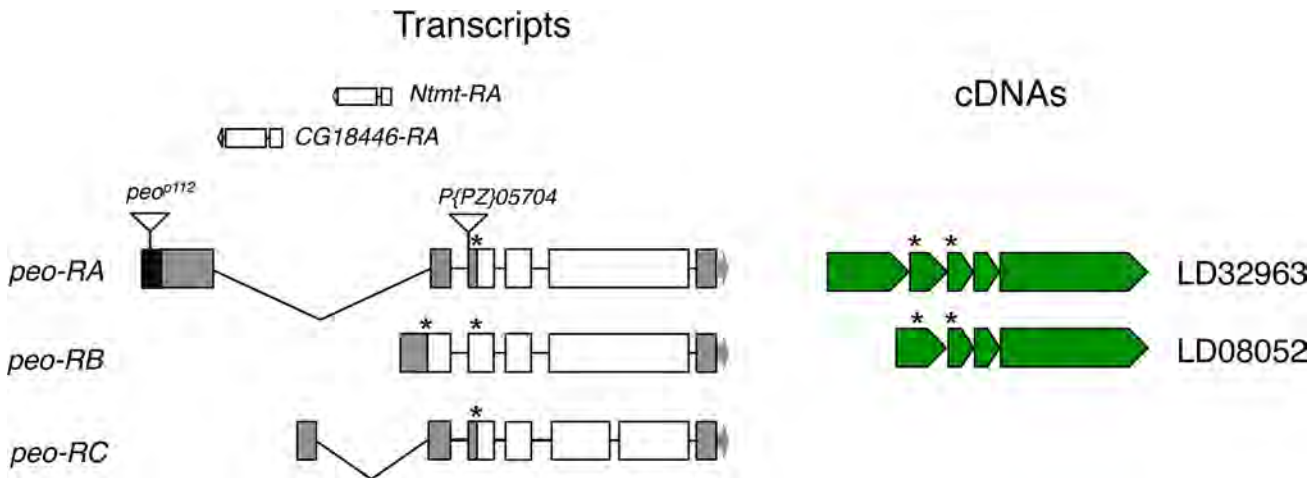 Transcripts
cDNAs
Ntmt-RA
CG18446-RA
peo^p112
P{PZ}05704
*
* *
peo-RA
LD32963
* *
* *
peo-RB
LD08052
*
peo-RC